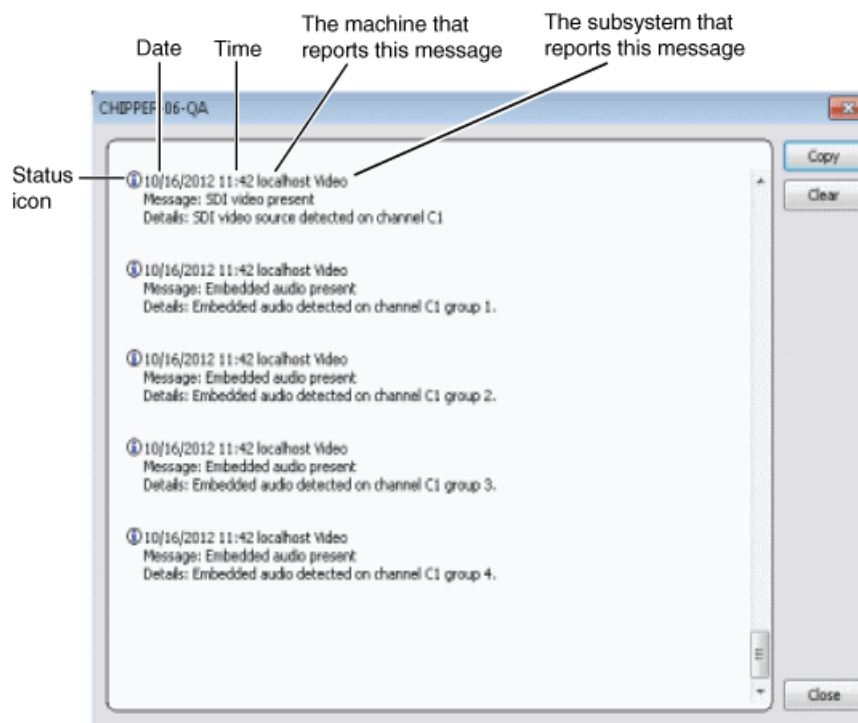 Date
Time
The machine that
reports this message
The subsystem that
reports this message
CHIPPER-06-QA
Status
icon
10/16/2012 11:42 localhost Video
Message: SDI video present
Details: SDI video source detected on channel C1
10/16/2012 11:42 localhost Video
Message: Embedded audio present
Details: Embedded audio detected on channel C1 group 1.
10/16/2012 11:42 localhost Video
Message: Embedded audio present
Details: Embedded audio detected on channel C1 group 2.
10/16/2012 11:42 localhost Video
Message: Embedded audio present
Details: Embedded audio detected on channel C1 group 3.
10/16/2012 11:42 localhost Video
Message: Embedded audio present
Details: Embedded audio detected on channel C1 group 4.
Copy
Clear
Close